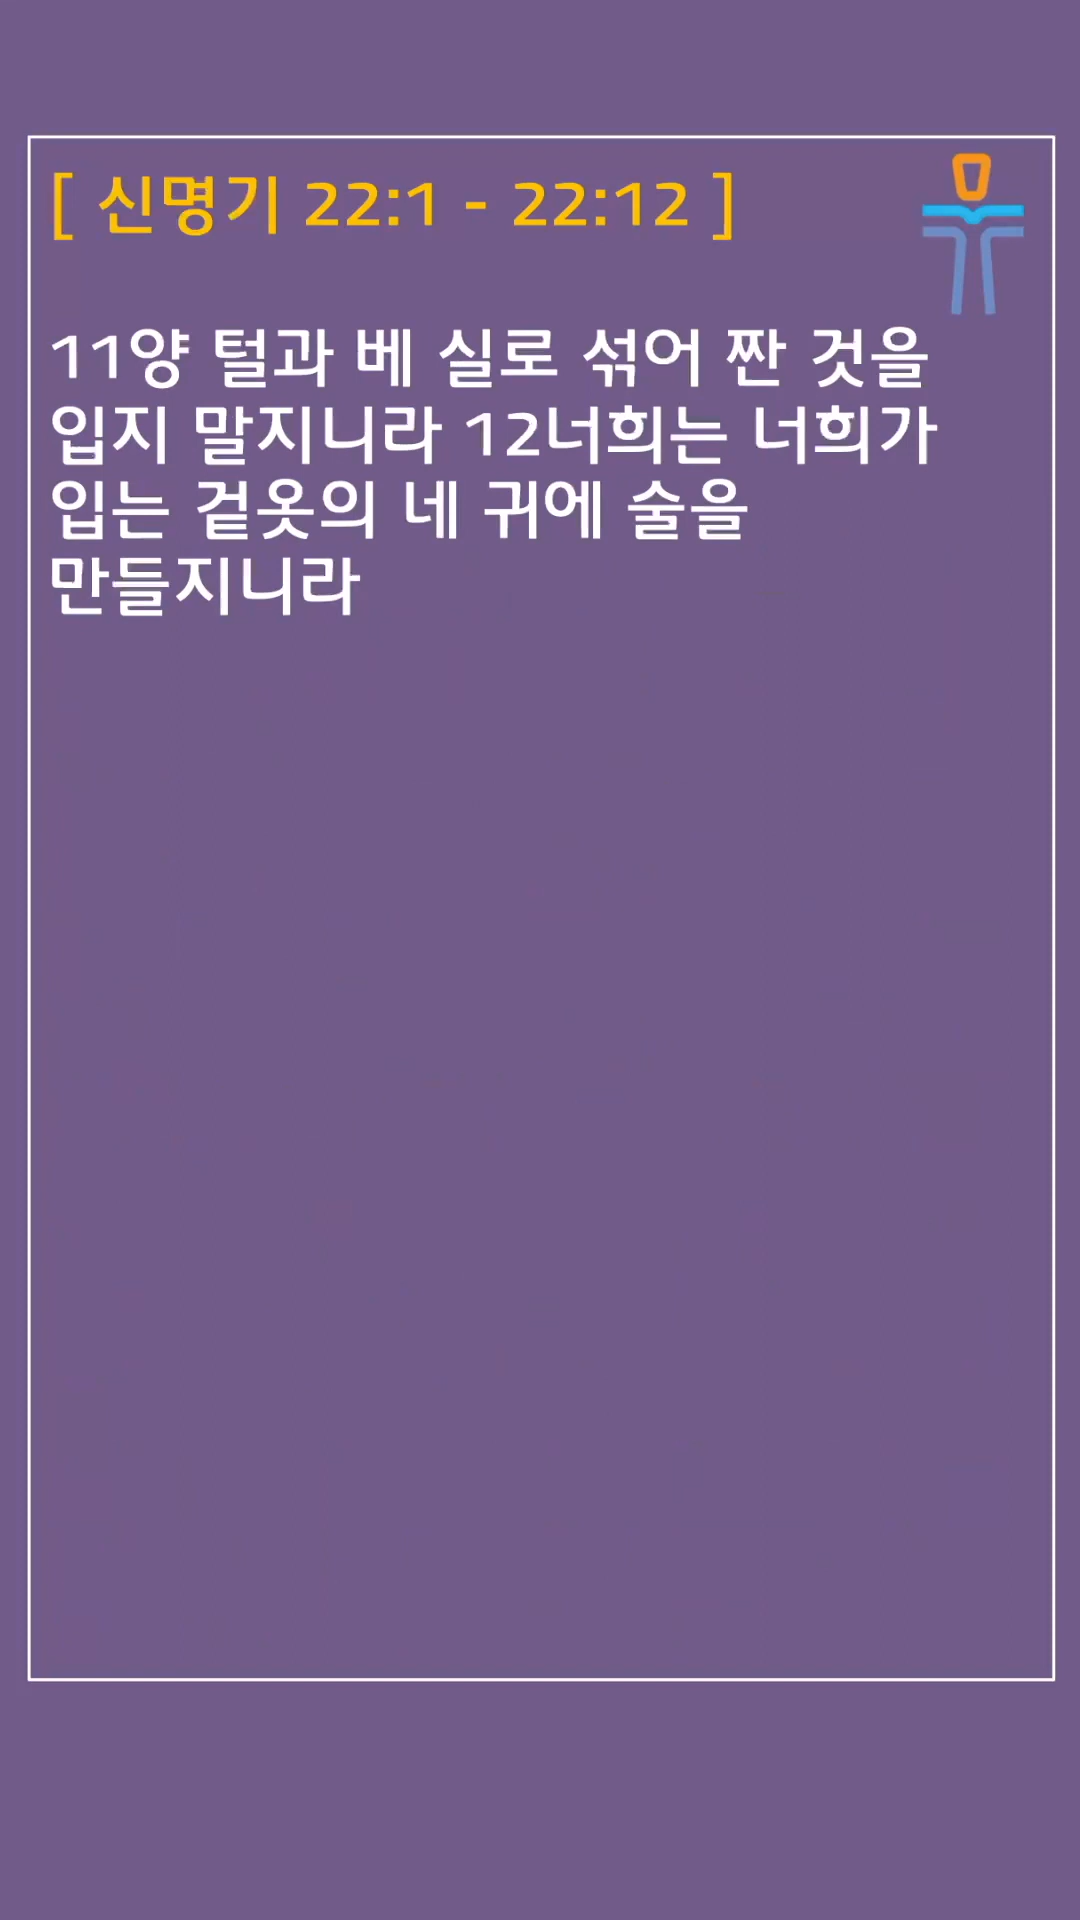 [ 신명기 22:1 - 22:12 ]
11양 털과 베 실로 섞어 짠 것을
입지 말지니라 12너희는 너희가
입는 겉옷의 네 귀에 술을
만들지니라